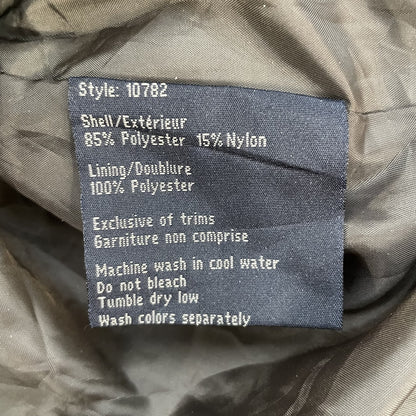 Style: 10782
Shell/Extérieur
85% Polyester 15% Nylon
Lining/Doublure
100% Polyester
Exclusive of trims
Garniture non comprise
Machine wash in cool water
Do not bleach
Tumble dry low
Wash colors separately